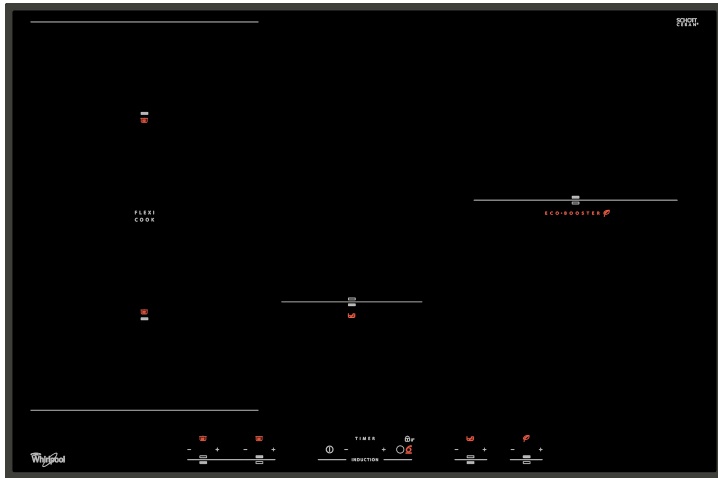 SCHOTT
CERAN®
FLEXI
COOK
ECO•BOOSTER
TIMER
- + - + - + - + - +
INDUCTION
Whirlpool